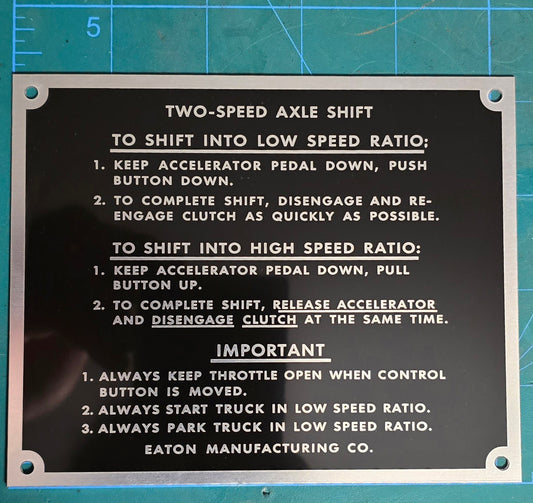 5
TWO-SPEED AXLE SHIFT
TO SHIFT INTO LOW SPEED RATIO;
1. KEEP ACCELERATOR PEDAL DOWN, PUSH
BUTTON DOWN.
2. TO COMPLETE SHIFT, DISENGAGE AND RE-
ENGAGE CLUTCH AS QUICKLY AS POSSIBLE.
TO SHIFT INTO HIGH SPEED RATIO:
1. KEEP ACCELERATOR PEDAL DOWN, PULL
BUTTON UP.
2. TO COMPLETE SHIFT, RELEASE ACCELERATOR
AND DISENGAGE CLUTCH AT THE SAME TIME.
IMPORTANT
1. ALWAYS KEEP THROTTLE OPEN WHEN CONTROL
BUTTON IS MOVED.
2. ALWAYS START TRUCK IN LOW SPEED RATIO.
3. ALWAYS PARK TRUCK IN LOW SPEED RATIO.
EATON MANUFACTURING CO.